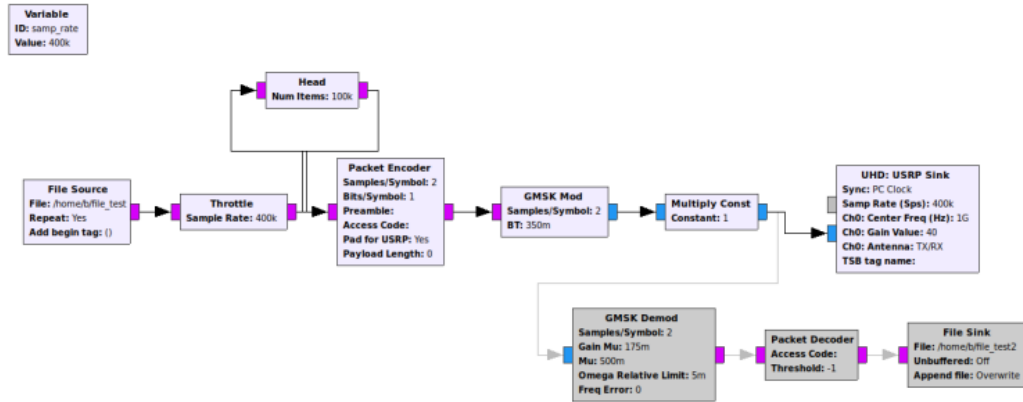 Variable
ID: samp_rate
Value: 400k
Head
Num Items: 100k
File Source
File: /home/b/file_test
Repeat: Yes
Add begin tag: ()
Throttle
Sample Rate: 400k
Packet Encoder
Samples/Symbol: 2
Bits/Symbol: 1
Preamble:
Access Code:
Pad for USRP: Yes
Payload Length: 0
GMSK Mod
Samples/Symbol: 2
BT: 350m
Multiply Const
Constant: 1
UHD: USRP Sink
Sync: PC Clock
Samp Rate (Sps): 400k
Ch0: Center Freq (Hz): 1G
Ch0: Gain Value: 40
Ch0: Antenna: TX/RX
TSB tag name:
GMSK Demod
Samples/Symbol: 2
Gain Mu: 175m
Mu: 500m
Omega Relative Limit: 5m
Freq Error: 0
Packet Decoder
Access Code:
Threshold: -1
File Sink
File: /home/b/file_test2
Unbuffered: Off
Append file: Overwrite